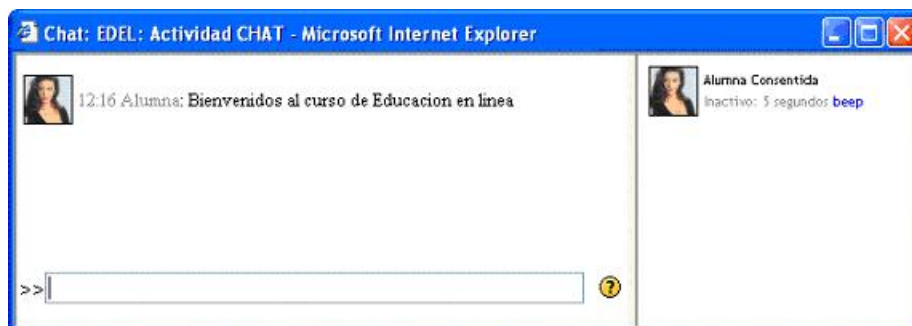 Chat: EDEL: Actividad CHAT - Microsoft Internet Explorer
12:16 Alumna: Bienvenidos al curso de Educacion en linea
Alumna Consentida
Inactivo: 5 segundos beep
>>
?